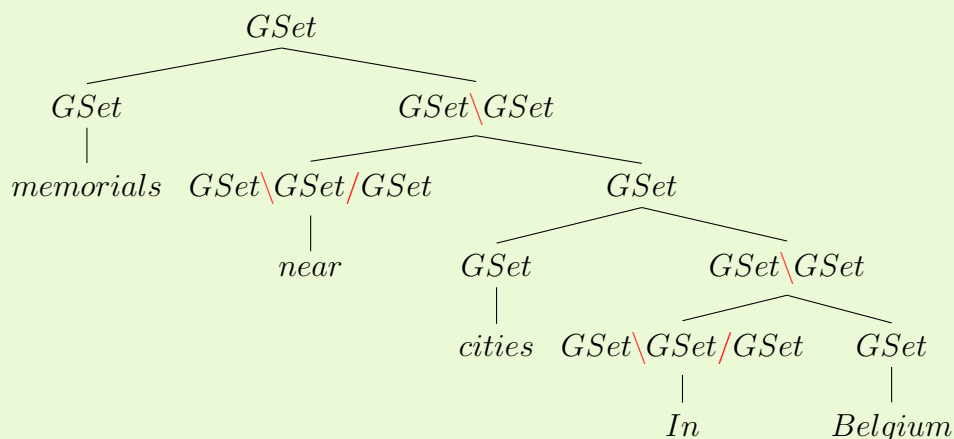 GSet
GSet GSet\GSet
memorials GSet\GSet/GSet GSet
near GSet GSet\GSet
cities GSet\GSet/GSet GSet
In Belgium